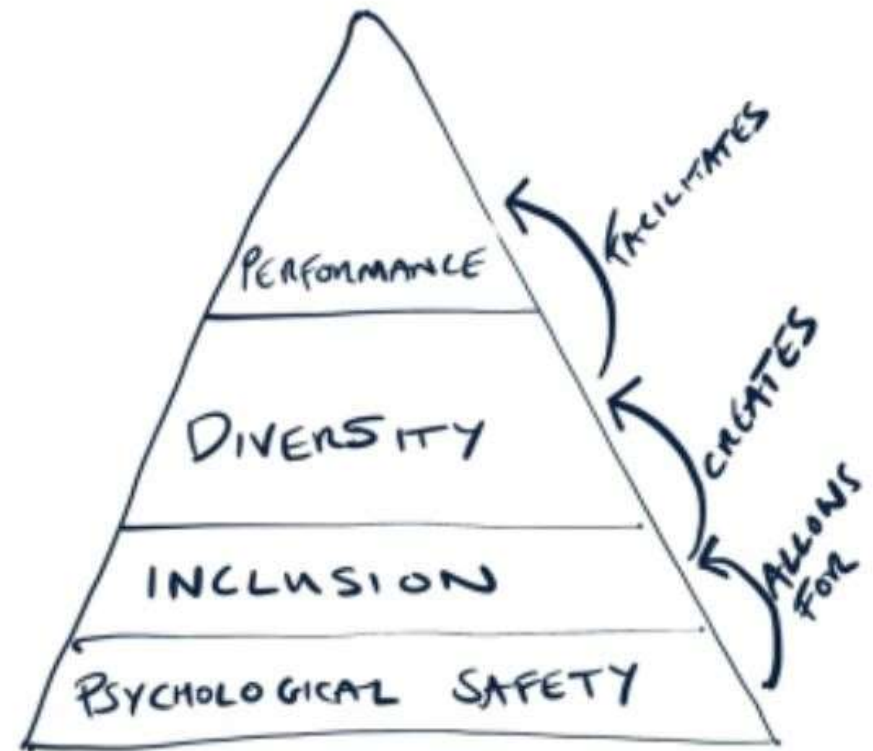 FACILITATES
PERFORMANCE
CREATES
DIVERSITY
ALLOWS
FOR
INCLUSION
PSYCHOLOGICAL SAFETY